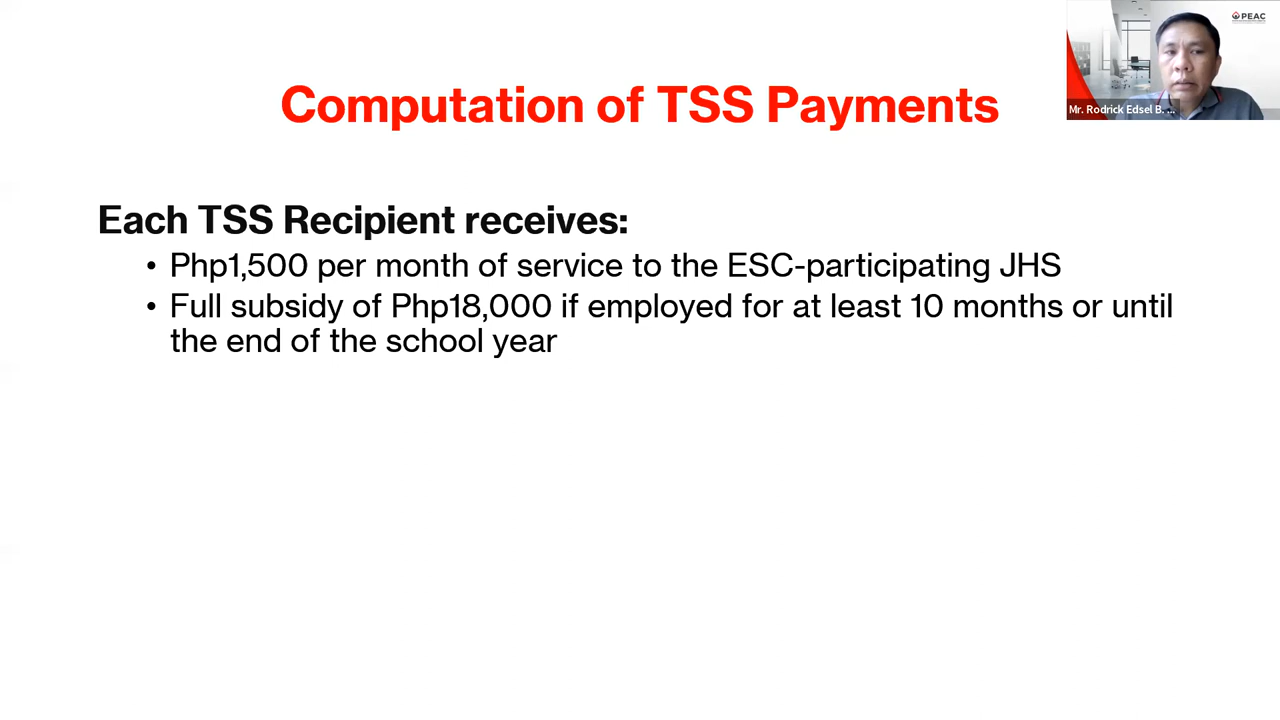 PEAC
Mr. Rodrick Edsel B. ...
Computation of TSS Payments
Each TSS Recipient receives:
• Php1,500 per month of service to the ESC-participating JHS
• Full subsidy of Php18,000 if employed for at least 10 months or until
the end of the school year